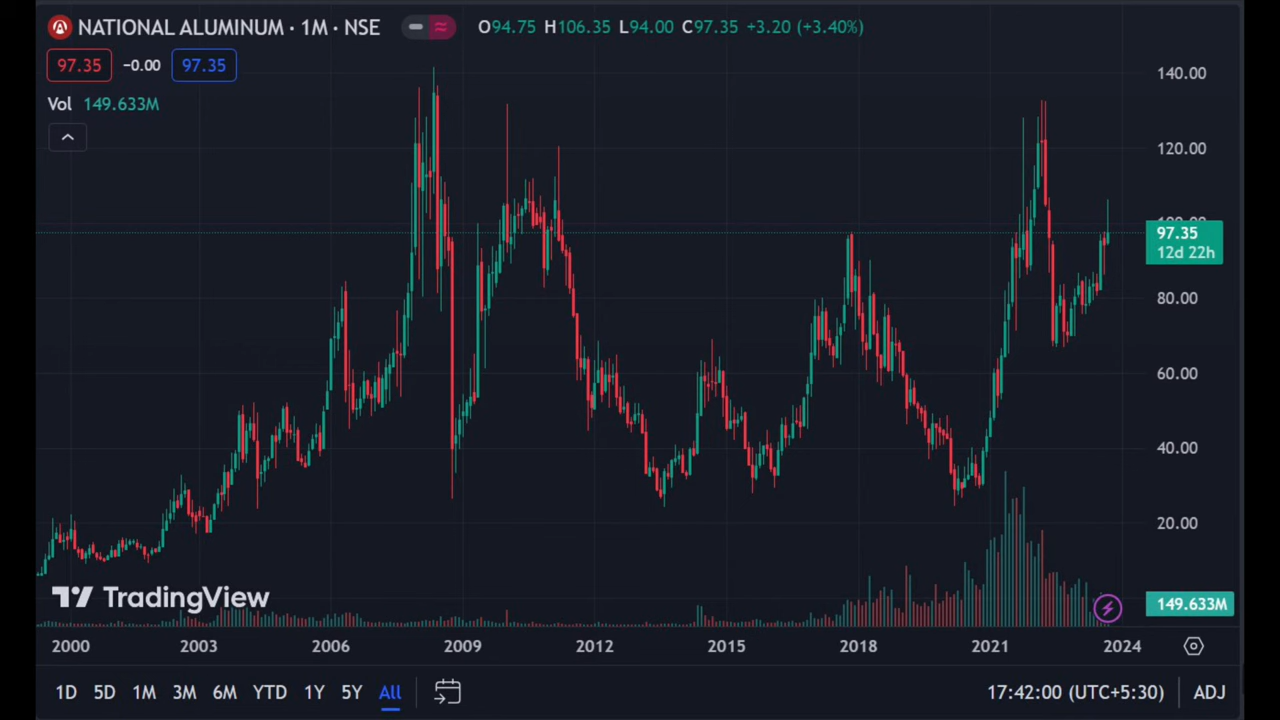 NATIONAL ALUMINUM · 1M · NSE O94.75 H106.35 L94.00 C97.35 +3.20 (+3.40%)
97.35 −0.00 97.35
Vol 149.633M
140.00
120.00
100.00
97.35
12d 22h
80.00
60.00
40.00
20.00
TradingView
149.633M
2000 2003 2006 2009 2012 2015 2018 2021 2024
1D 5D 1M 3M 6M YTD 1Y 5Y All 17:42:00 (UTC+5:30) ADJ